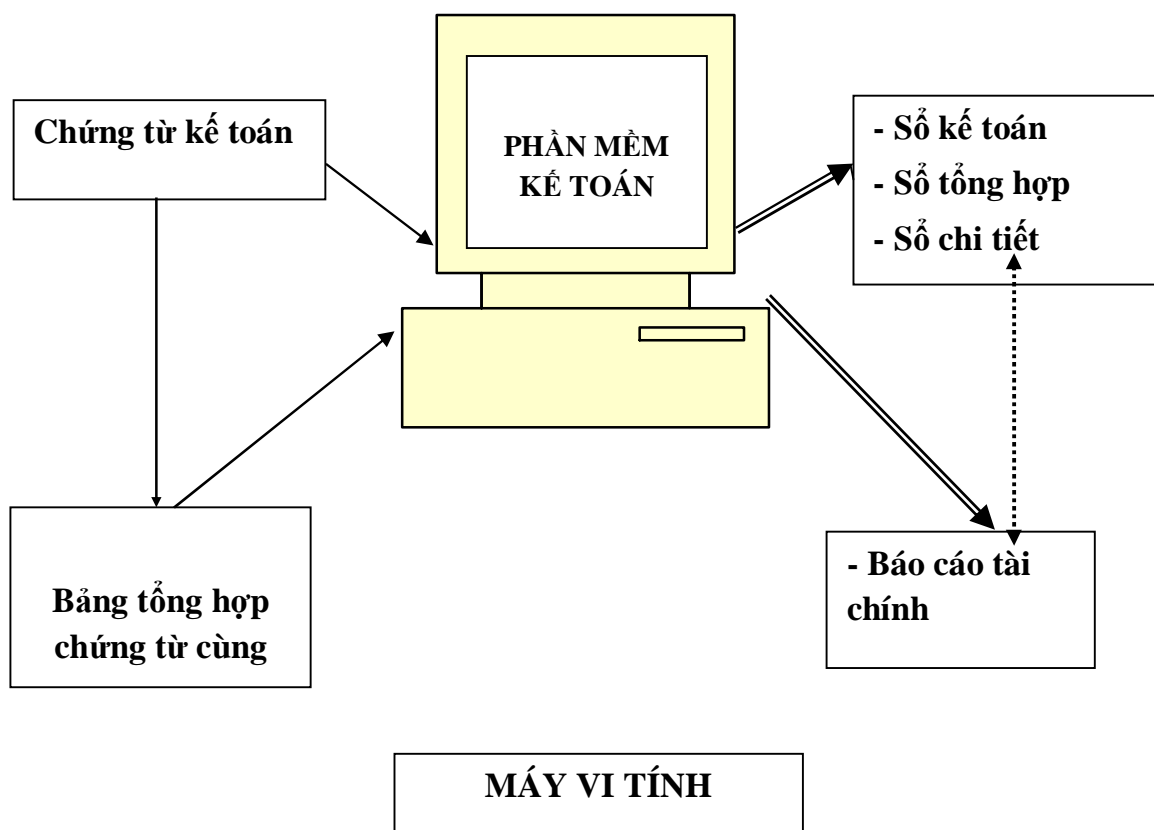 Chứng từ kế toán
PHẦN MỀM
KẾ TOÁN
- Sổ kế toán
- Sổ tổng hợp
- Sổ chi tiết
Bảng tổng hợp
chứng từ cùng
- Báo cáo tài
chính
MÁY VI TÍNH